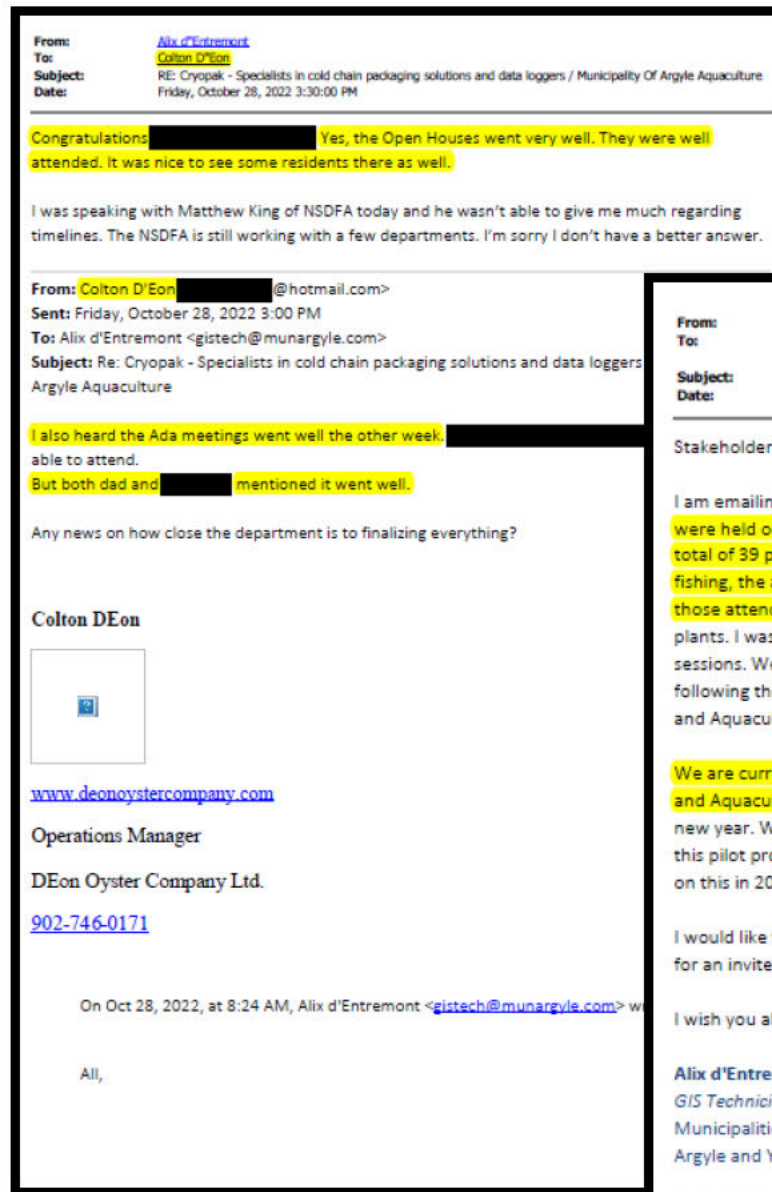 From: Alix d'Entremont
To: Colton D'Eon
Subject: RE: Cryopak - Specialists in cold chain packaging solutions and data loggers / Municipality Of Argyle Aquaculture
Date: Friday, October 28, 2022 3:30:00 PM
Congratulations Yes, the Open Houses went very well. They were well
attended. It was nice to see some residents there as well.
I was speaking with Matthew King of NSDFA today and he wasn't able to give me much regarding
timelines. The NSDFA is still working with a few departments. I'm sorry I don't have a better answer.
From: Colton D'Eon @hotmail.com>
Sent: Friday, October 28, 2022 3:00 PM
To: Alix d'Entremont <gistech@munargyle.com>
Subject: Re: Cryopak - Specialists in cold chain packaging solutions and data loggers
Argyle Aquaculture
I also heard the Ada meetings went well the other week.
able to attend.
But both dad and mentioned it went well.
Any news on how close the department is to finalizing everything?
Colton DEon
www.deonoystercompany.com
Operations Manager
DEon Oyster Company Ltd.
902-746-0171
On Oct 28, 2022, at 8:24 AM, Alix d'Entremont <gistech@munargyle.com>
All,
From:
To:
Subject:
Date:
Stakeholder
I am emailin
were held o
total of 39 p
fishing, the
those attend
plants. I was
sessions. We
following th
and Aquacul
We are curr
and Aquacul
new year. W
this pilot pro
on this in 20
I would like
for an invite
I wish you al
Alix d'Entre
GIS Technici
Municipaliti
Argyle and Y